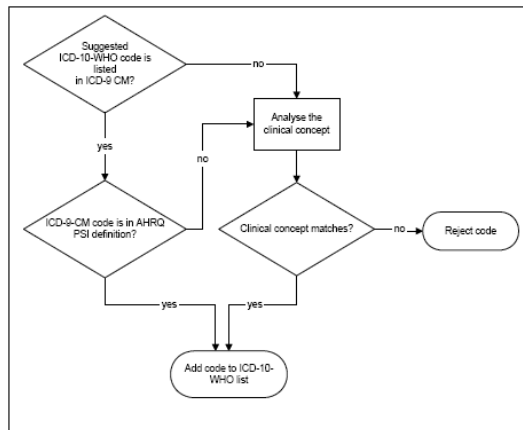 Suggested
ICD-10-WHO code is
listed
in ICD-9 CM?
no
Analyse the
clinical concept
yes
no
ICD-9-CM code is in AHRQ
PSI definition?
Clinical concept matches?
no
Reject code
yes
yes
Add code to ICD-10-
WHO list